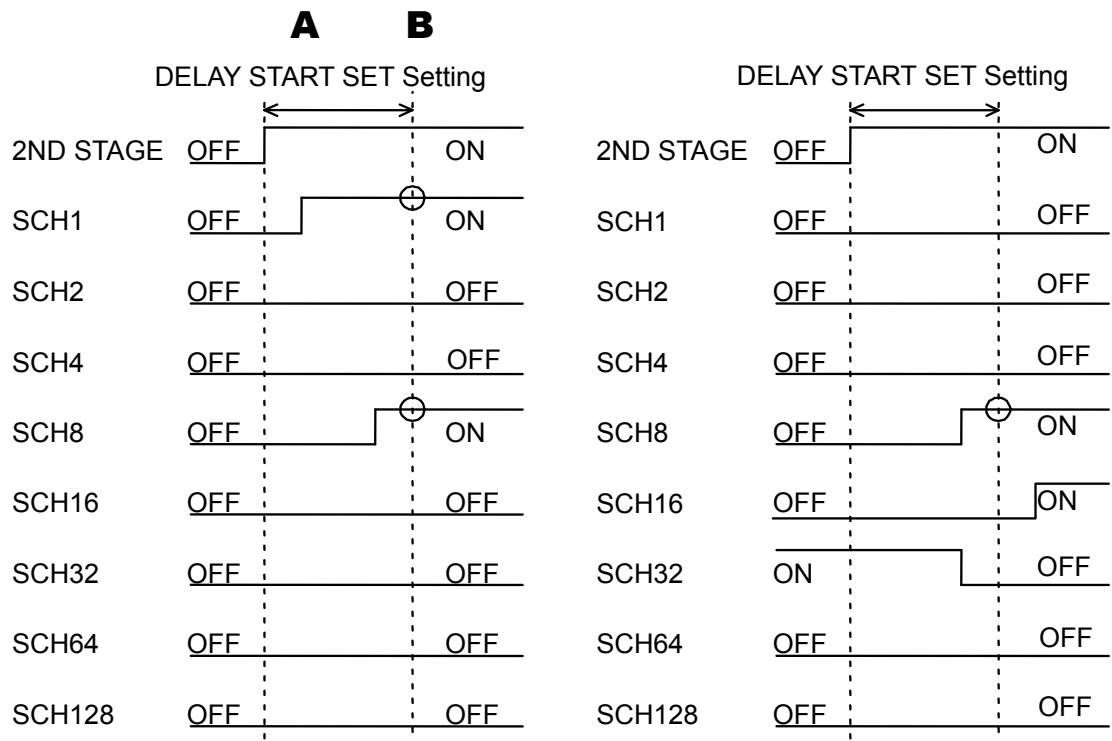 A B
DELAY START SET Setting
2ND STAGE OFF ON
SCH1 OFF ON
SCH2 OFF OFF
SCH4 OFF OFF
SCH8 OFF ON
SCH16 OFF OFF
SCH32 OFF OFF
SCH64 OFF OFF
SCH128 OFF OFF
DELAY START SET Setting
2ND STAGE OFF ON
SCH1 OFF OFF
SCH2 OFF OFF
SCH4 OFF OFF
SCH8 OFF ON
SCH16 OFF ON
SCH32 ON OFF
SCH64 OFF OFF
SCH128 OFF OFF